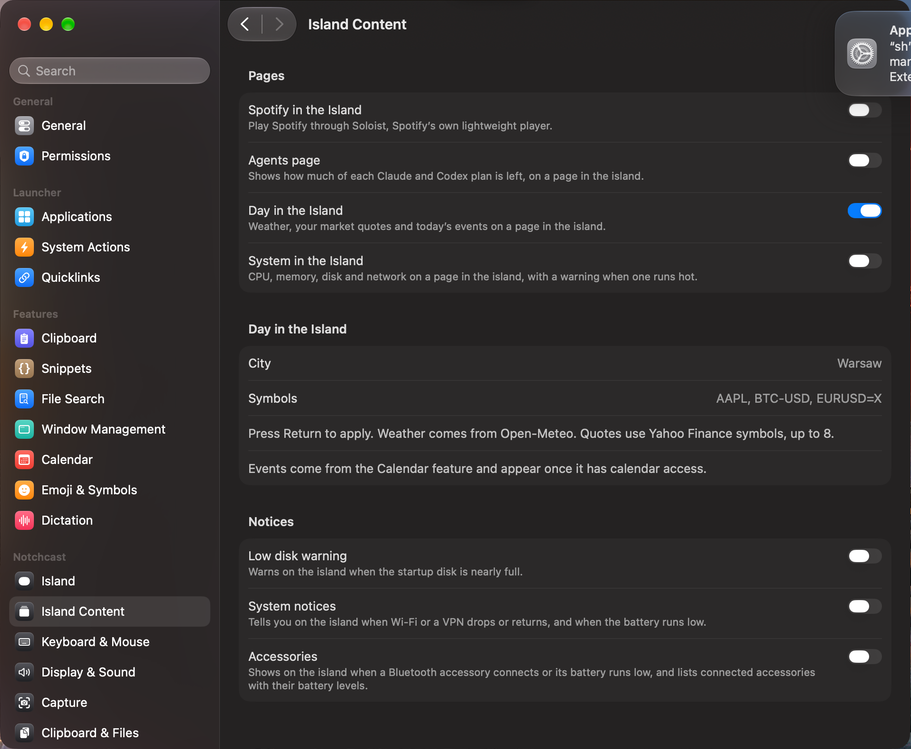 Island Content
App
"sh"
mar
Exte
Search
General
General
Permissions
Launcher
Applications
System Actions
Quicklinks
Features
Clipboard
Snippets
File Search
Window Management
Calendar
Emoji & Symbols
Dictation
Notchcast
Island
Island Content
Keyboard & Mouse
Display & Sound
Capture
Clipboard & Files
Pages
Spotify in the Island
Play Spotify through Soloist, Spotify's own lightweight player.
Agents page
Shows how much of each Claude and Codex plan is left, on a page in the island.
Day in the Island
Weather, your market quotes and today's events on a page in the island.
System in the Island
CPU, memory, disk and network on a page in the island, with a warning when one runs hot.
Day in the Island
City Warsaw
Symbols AAPL, BTC-USD, EURUSD=X
Press Return to apply. Weather comes from Open-Meteo. Quotes use Yahoo Finance symbols, up to 8.
Events come from the Calendar feature and appear once it has calendar access.
Notices
Low disk warning
Warns on the island when the startup disk is nearly full.
System notices
Tells you on the island when Wi-Fi or a VPN drops or returns, and when the battery runs low.
Accessories
Shows on the island when a Bluetooth accessory connects or its battery runs low, and lists connected accessories
with their battery levels.